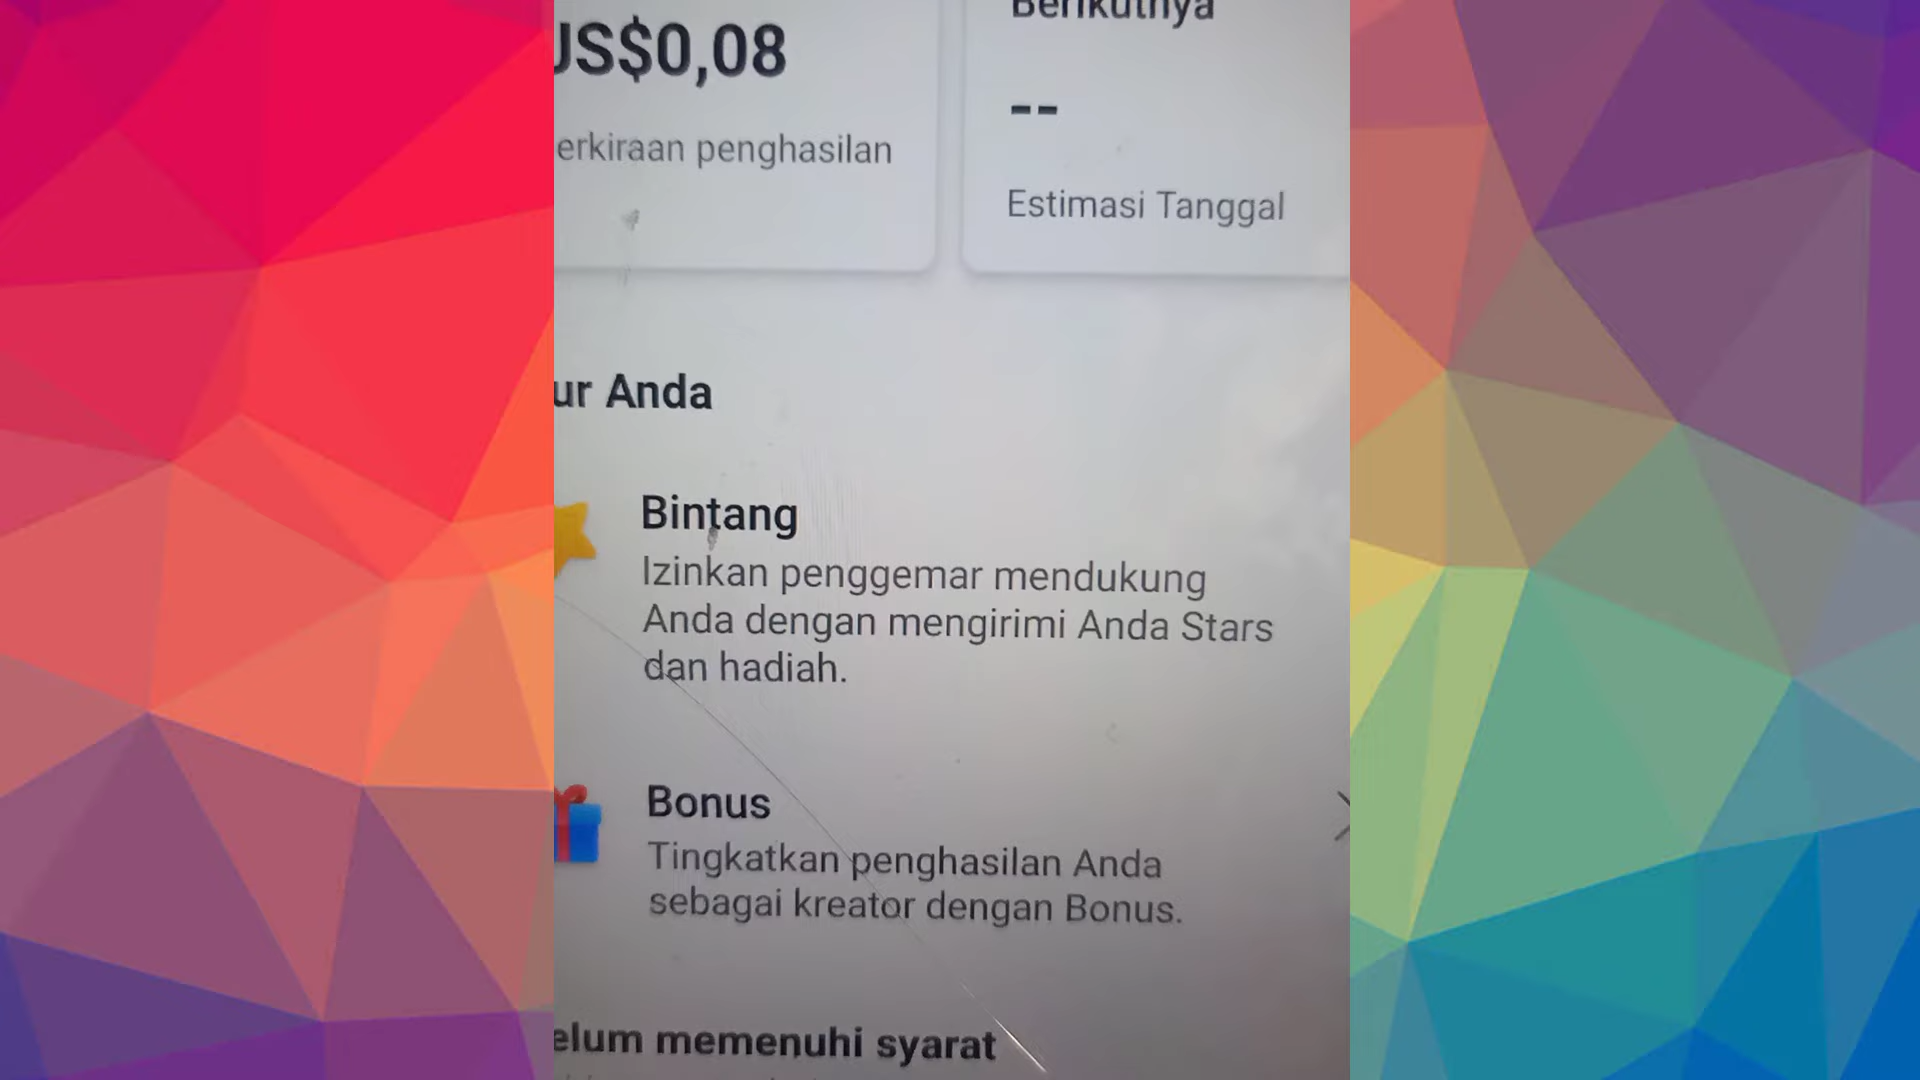 Berikutnya
US$0,08
--
erkiraan penghasilan
Estimasi Tanggal
ur Anda
Bintang
Izinkan penggemar mendukung
Anda dengan mengirimi Anda Stars
dan hadiah.
Bonus
Tingkatkan penghasilan Anda
sebagai kreator dengan Bonus.
elum memenuhi syarat